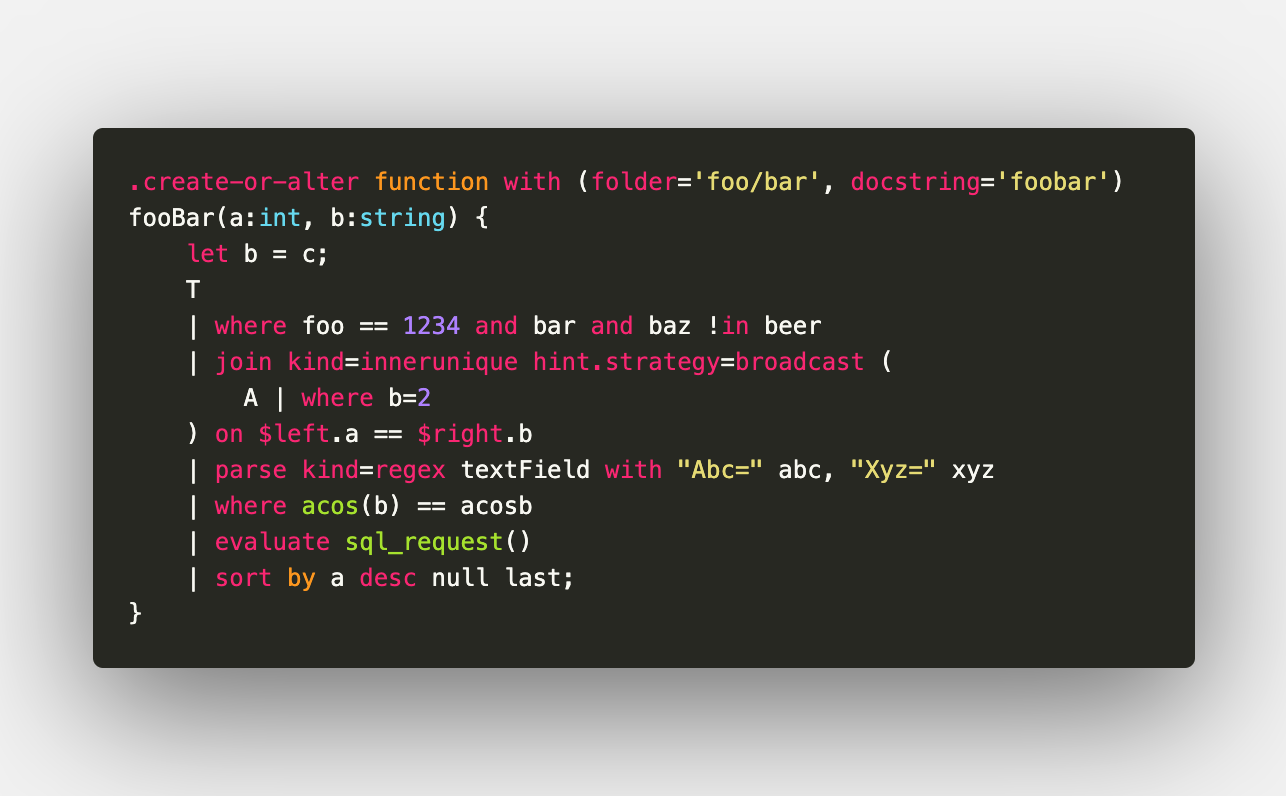 .create-or-alter function with (folder='foo/bar', docstring='foobar')
fooBar(a:int, b:string) {
    let b = c;
    T
    | where foo == 1234 and bar and baz !in beer
    | join kind=innerunique hint.strategy=broadcast (
        A | where b=2
    ) on $left.a == $right.b
    | parse kind=regex textField with "Abc=" abc, "Xyz=" xyz
    | where acos(b) == acosb
    | evaluate sql_request()
    | sort by a desc null last;
}